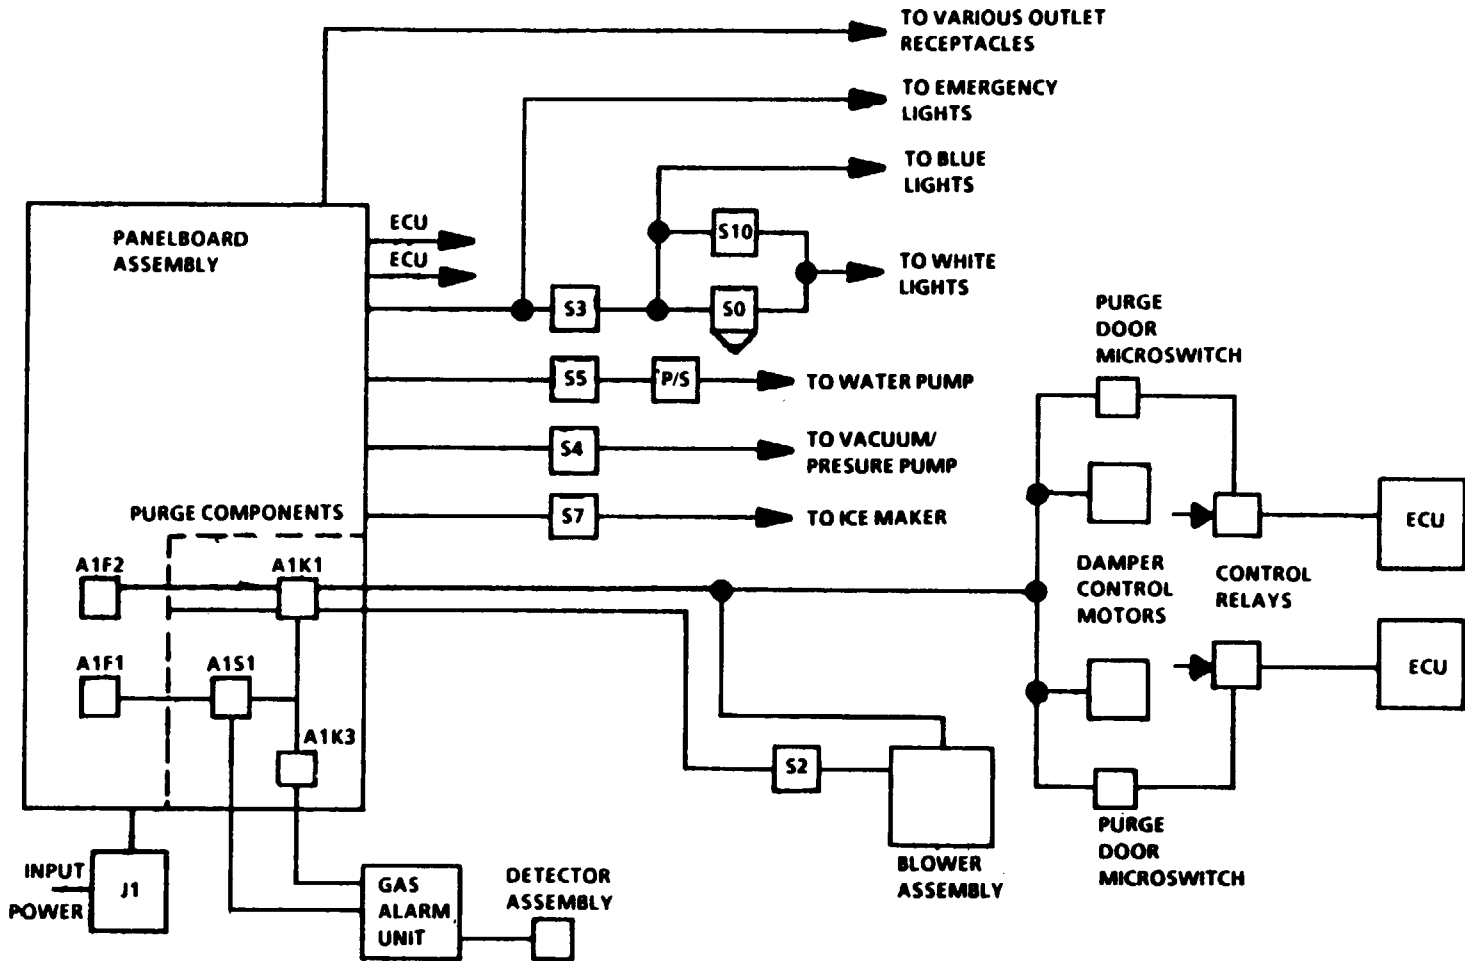 TO VARIOUS OUTLET
RECEPTACLES
TO EMERGENCY
LIGHTS
TO BLUE
LIGHTS
PANELBOARD
ASSEMBLY
ECU
ECU
S10
TO WHITE
LIGHTS
S3
S0
S5
P/S
TO WATER PUMP
S4
TO VACUUM/
PRESURE PUMP
S7
TO ICE MAKER
PURGE
DOOR
MICROSWITCH
ECU
DAMPER
CONTROL
MOTORS
CONTROL
RELAYS
ECU
PURGE
DOOR
MICROSWITCH
PURGE COMPONENTS
A1F2
A1K1
A1F1
A1S1
A1K3
S2
BLOWER
ASSEMBLY
INPUT
POWER
J1
GAS
ALARM
UNIT
DETECTOR
ASSEMBLY